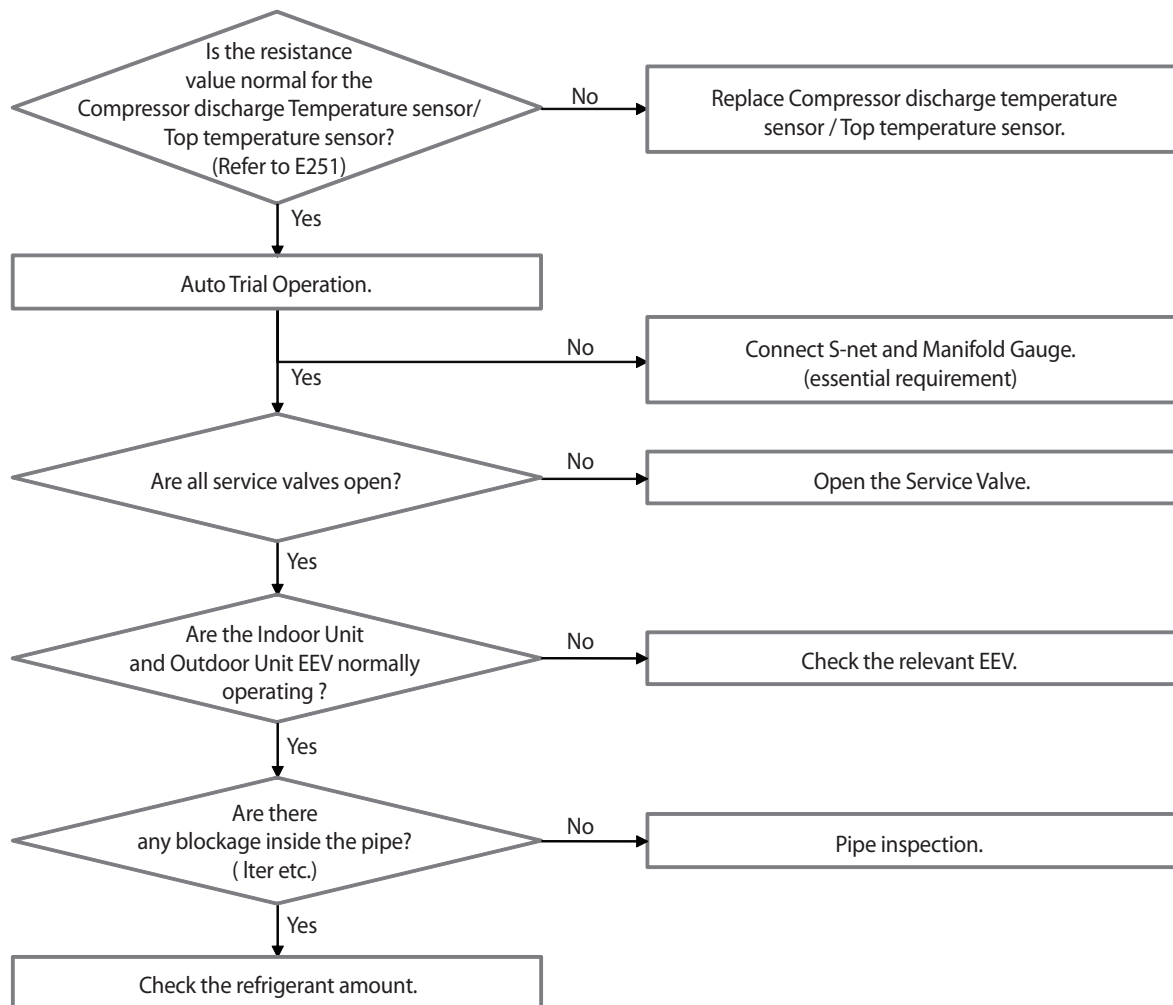 Is the resistance
value normal for the
Compressor discharge Temperature sensor/
Top temperature sensor?
(Refer to E251)
No
Replace Compressor discharge temperature
sensor / Top temperature sensor.
Yes
Auto Trial Operation.
No
Connect S-net and Manifold Gauge.
(essential requirement)
Yes
Are all service valves open?
No
Open the Service Valve.
Yes
Are the Indoor Unit
and Outdoor Unit EEV normally
operating ?
No
Check the relevant EEV.
Yes
Are there
any blockage inside the pipe?
( lter etc.)
No
Pipe inspection.
Yes
Check the refrigerant amount.